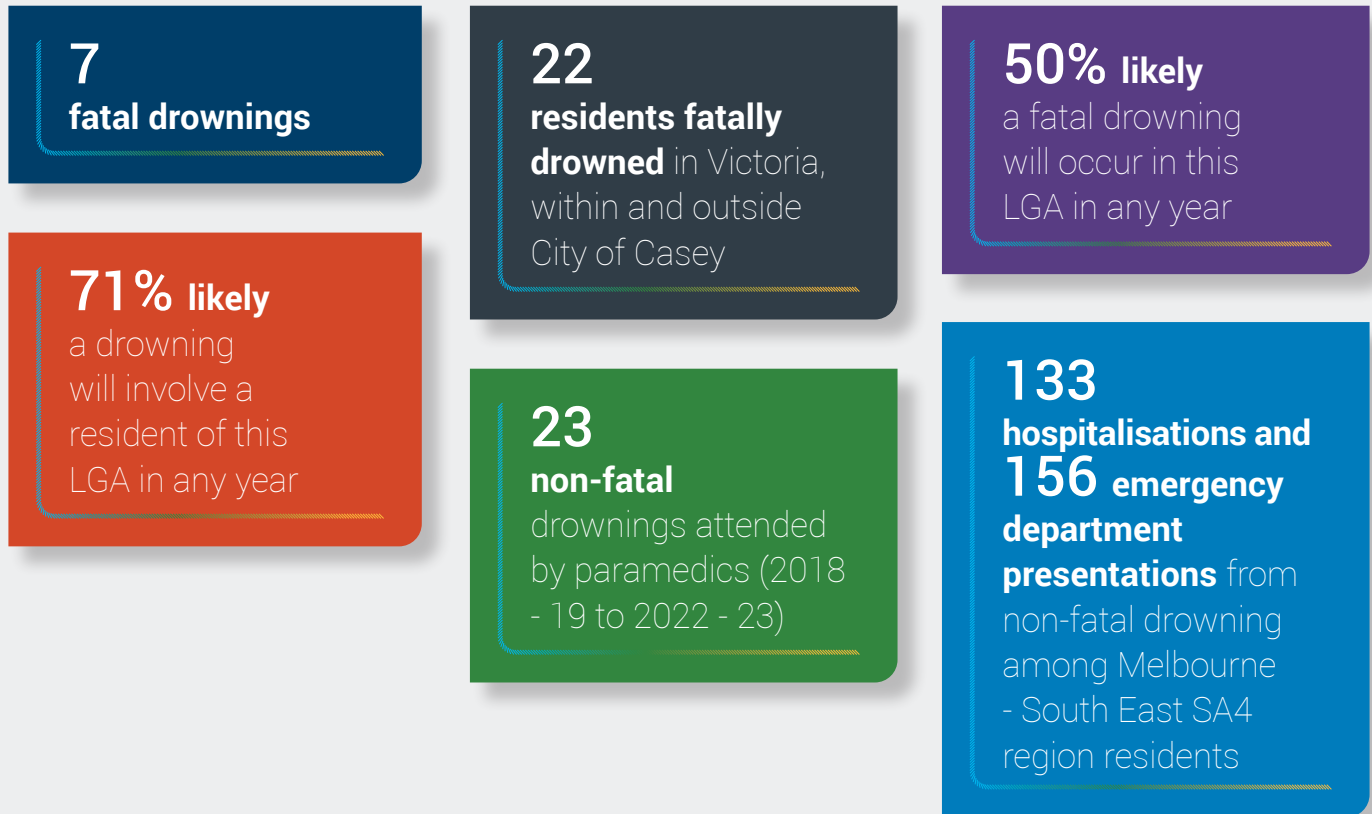 7
fatal drownings
71% likely
a drowning
will involve a
resident of this
LGA in any year
22
residents fatally
drowned in Victoria,
within and outside
City of Casey
23
non-fatal
drownings attended
by paramedics (2018
- 19 to 2022 - 23)
50% likely
a fatal drowning
will occur in this
LGA in any year
133
hospitalisations and
156 emergency
department
presentations from
non-fatal drowning
among Melbourne
- South East SA4
region residents